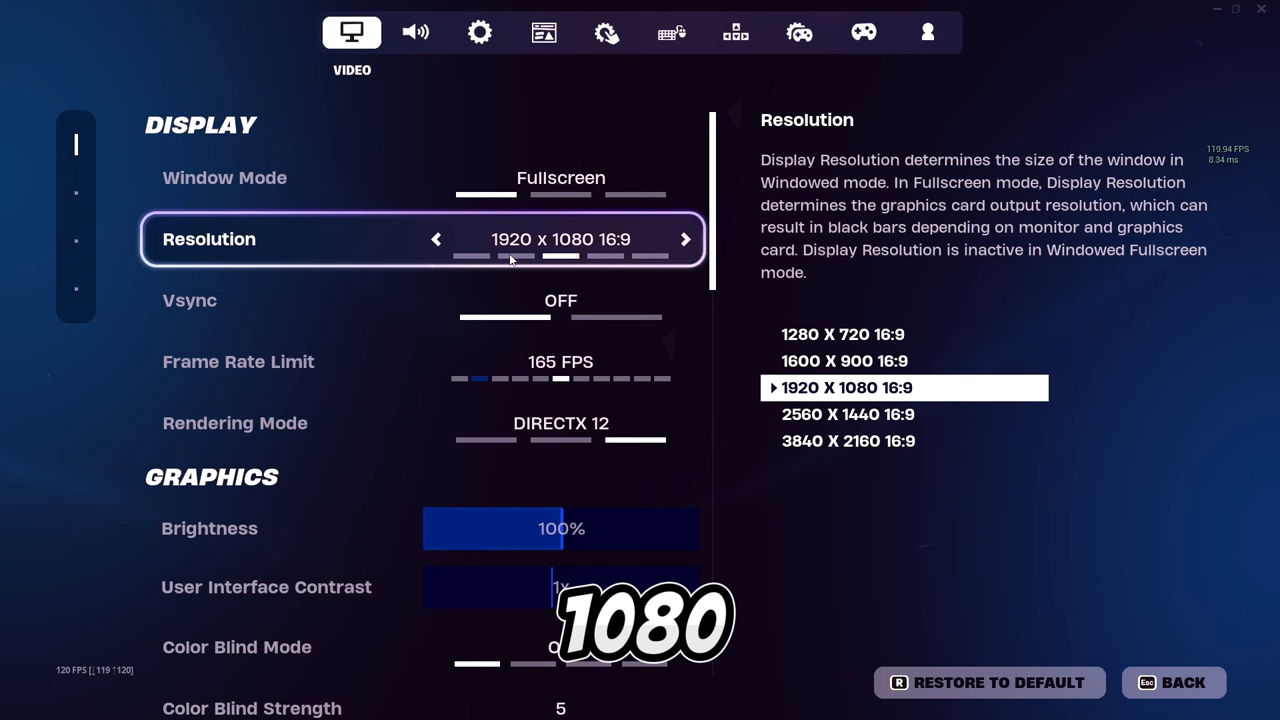 VIDEO
DISPLAY
Window Mode
Fullscreen
Resolution
1920 x 1080 16:9
Vsync
OFF
Frame Rate Limit
165 FPS
Rendering Mode
DIRECTX 12
GRAPHICS
Brightness
100%
User Interface Contrast
1x
1080
Color Blind Mode
Color Blind Strength
5
120 FPS [↓119 ↑120]
Resolution
Display Resolution determines the size of the window in
Windowed mode. In Fullscreen mode, Display Resolution
determines the graphics card output resolution, which can
result in black bars depending on monitor and graphics
card. Display Resolution is inactive in Windowed Fullscreen
mode.
119.94 FPS
8.34 ms
1280 X 720 16:9
1600 X 900 16:9
1920 X 1080 16:9
2560 X 1440 16:9
3840 X 2160 16:9
R RESTORE TO DEFAULT
Esc BACK